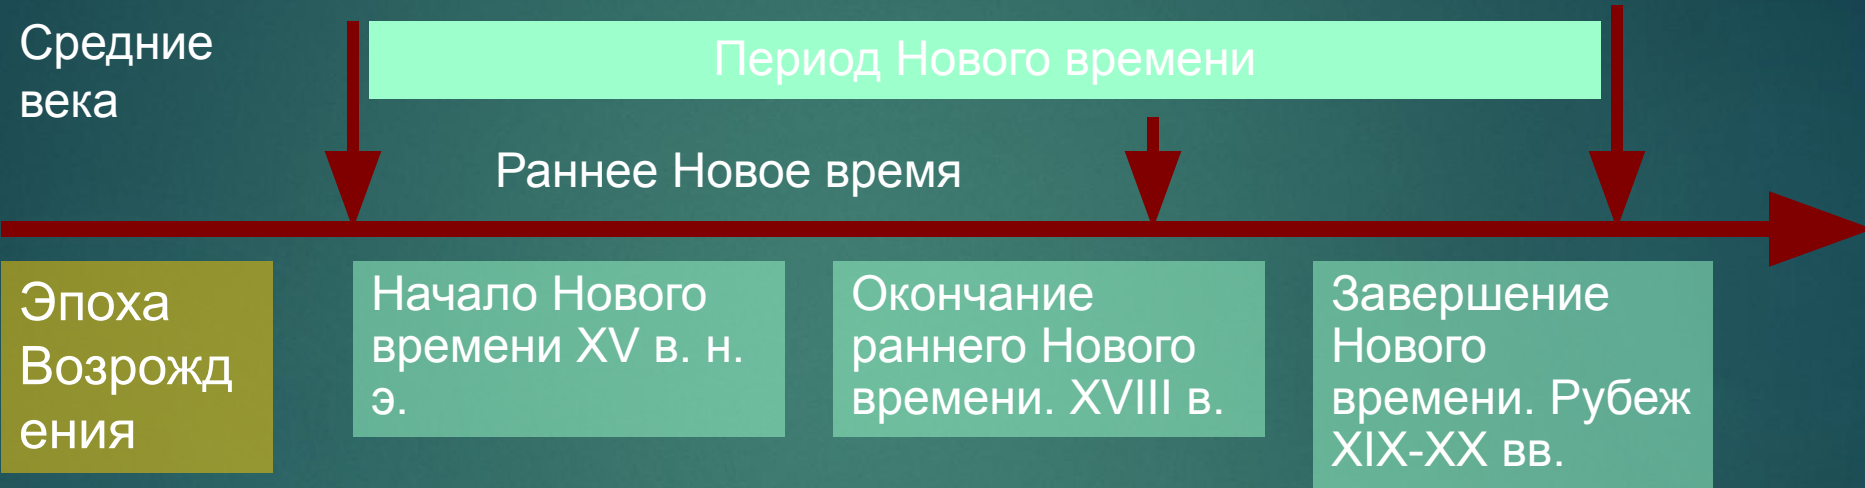 Средние
века
Период Нового времени
Раннее Новое время
Эпоха
Возрожд
ения
Начало Нового
времени XV в. н.
э.
Окончание
раннего Нового
времени. XVIII в.
Завершение
Нового
времени. Рубеж
XIX-XX вв.